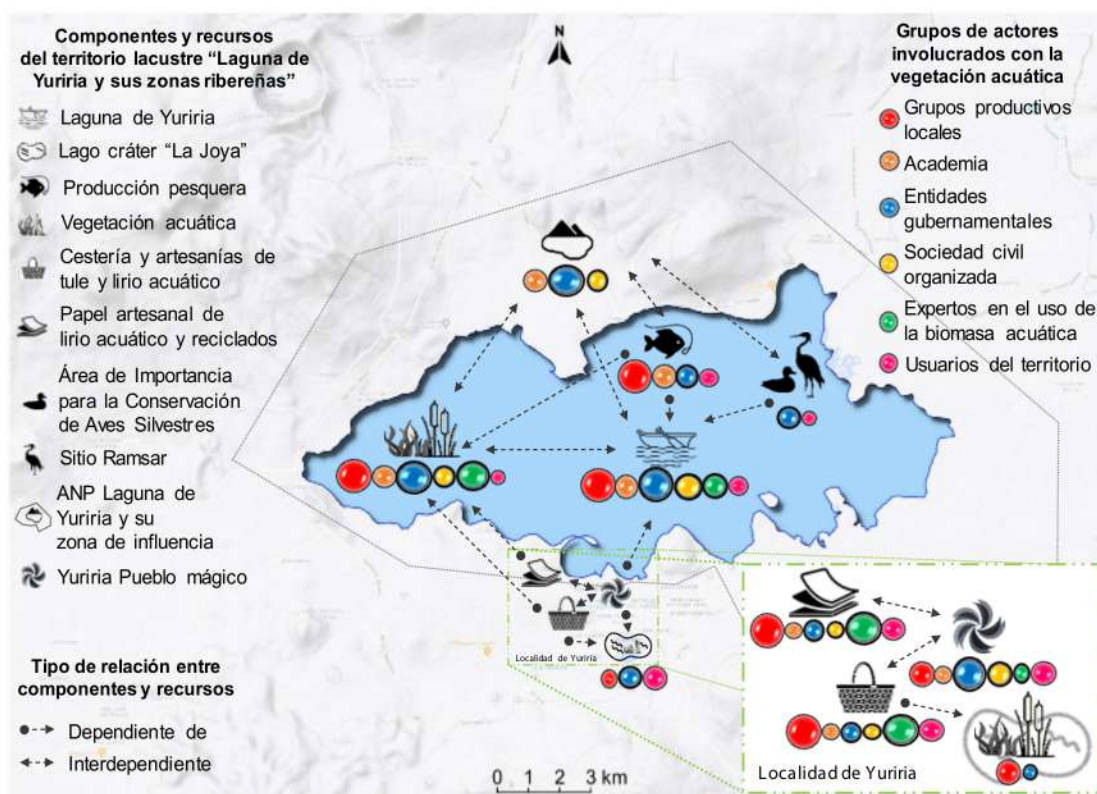 Componentes y recursos
del territorio lacustre “Laguna de
Yuriria y sus zonas ribereñas”
Laguna de Yuriria
Lago cráter “La Joya”
Producción pesquera
Vegetación acuática
Cestería y artesanías de
tule y lirio acuático
Papel artesanal de
lirio acuático y reciclados
Área de Importancia
para la Conservación
de Aves Silvestres
Sitio Ramsar
ANP Laguna de
Yuriria y su
zona de influencia
Yuriria Pueblo mágico
Tipo de relación entre
componentes y recursos
Dependiente de
Interdependiente
N
Grupos de actores
involucrados con la
vegetación acuática
Grupos productivos
locales
Academia
Entidades
gubernamentales
Sociedad civil
organizada
Expertos en el uso de
la biomasa acuática
Usuarios del territorio
Localidad de Yuriria
0 1 2 3 km
Localidad de Yuriria